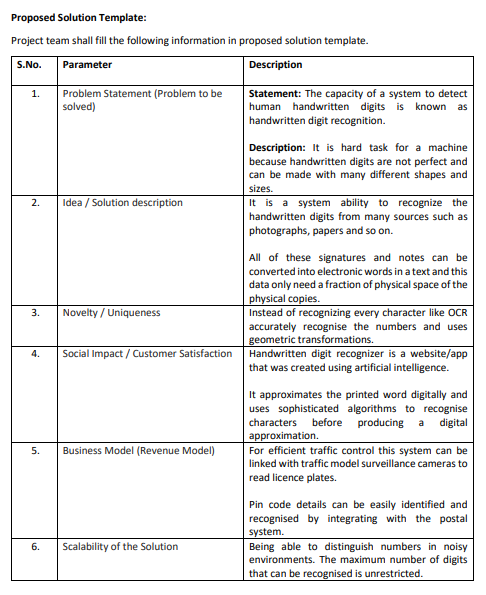 Proposed Solution Template:
Project team shall fill the following information in proposed solution template.
S.No. Parameter Description
1. Problem Statement (Problem to be solved) Statement: The capacity of a system to detect
human handwritten digits is known as
handwritten digit recognition.
Description: It is hard task for a machine
because handwritten digits are not perfect and
can be made with many different shapes and
sizes.
2. Idea / Solution description It is a system ability to recognize the
handwritten digits from many sources such as
photographs, papers and so on.
All of these signatures and notes can be
converted into electronic words in a text and this
data only need a fraction of physical space of the
physical copies.
3. Novelty / Uniqueness Instead of recognizing every character like OCR
accurately recognise the numbers and uses
geometric transformations.
4. Social Impact / Customer Satisfaction Handwritten digit recognizer is a website/app
that was created using artificial intelligence.
It approximates the printed word digitally and
uses sophisticated algorithms to recognise
characters before producing a digital
approximation.
5. Business Model (Revenue Model) For efficient traffic control this system can be
linked with traffic model surveillance cameras to
read licence plates.
Pin code details can be easily identified and
recognised by integrating with the postal
system.
6. Scalability of the Solution Being able to distinguish numbers in noisy
environments. The maximum number of digits
that can be recognised is unrestricted.